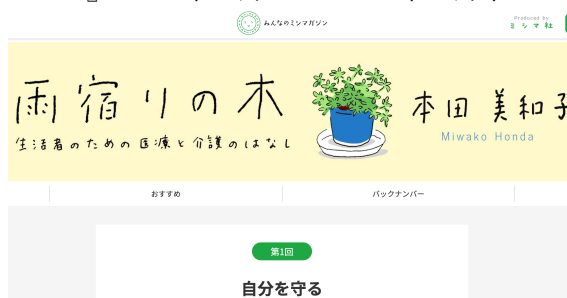 みんなのミシマガジン
Produced by
ミシマ社
雨宿りの木
本田美和子
生活者のための医療と介護のはなし
Miwako Honda
おすすめ
バックナンバー
第1回
自分を守る